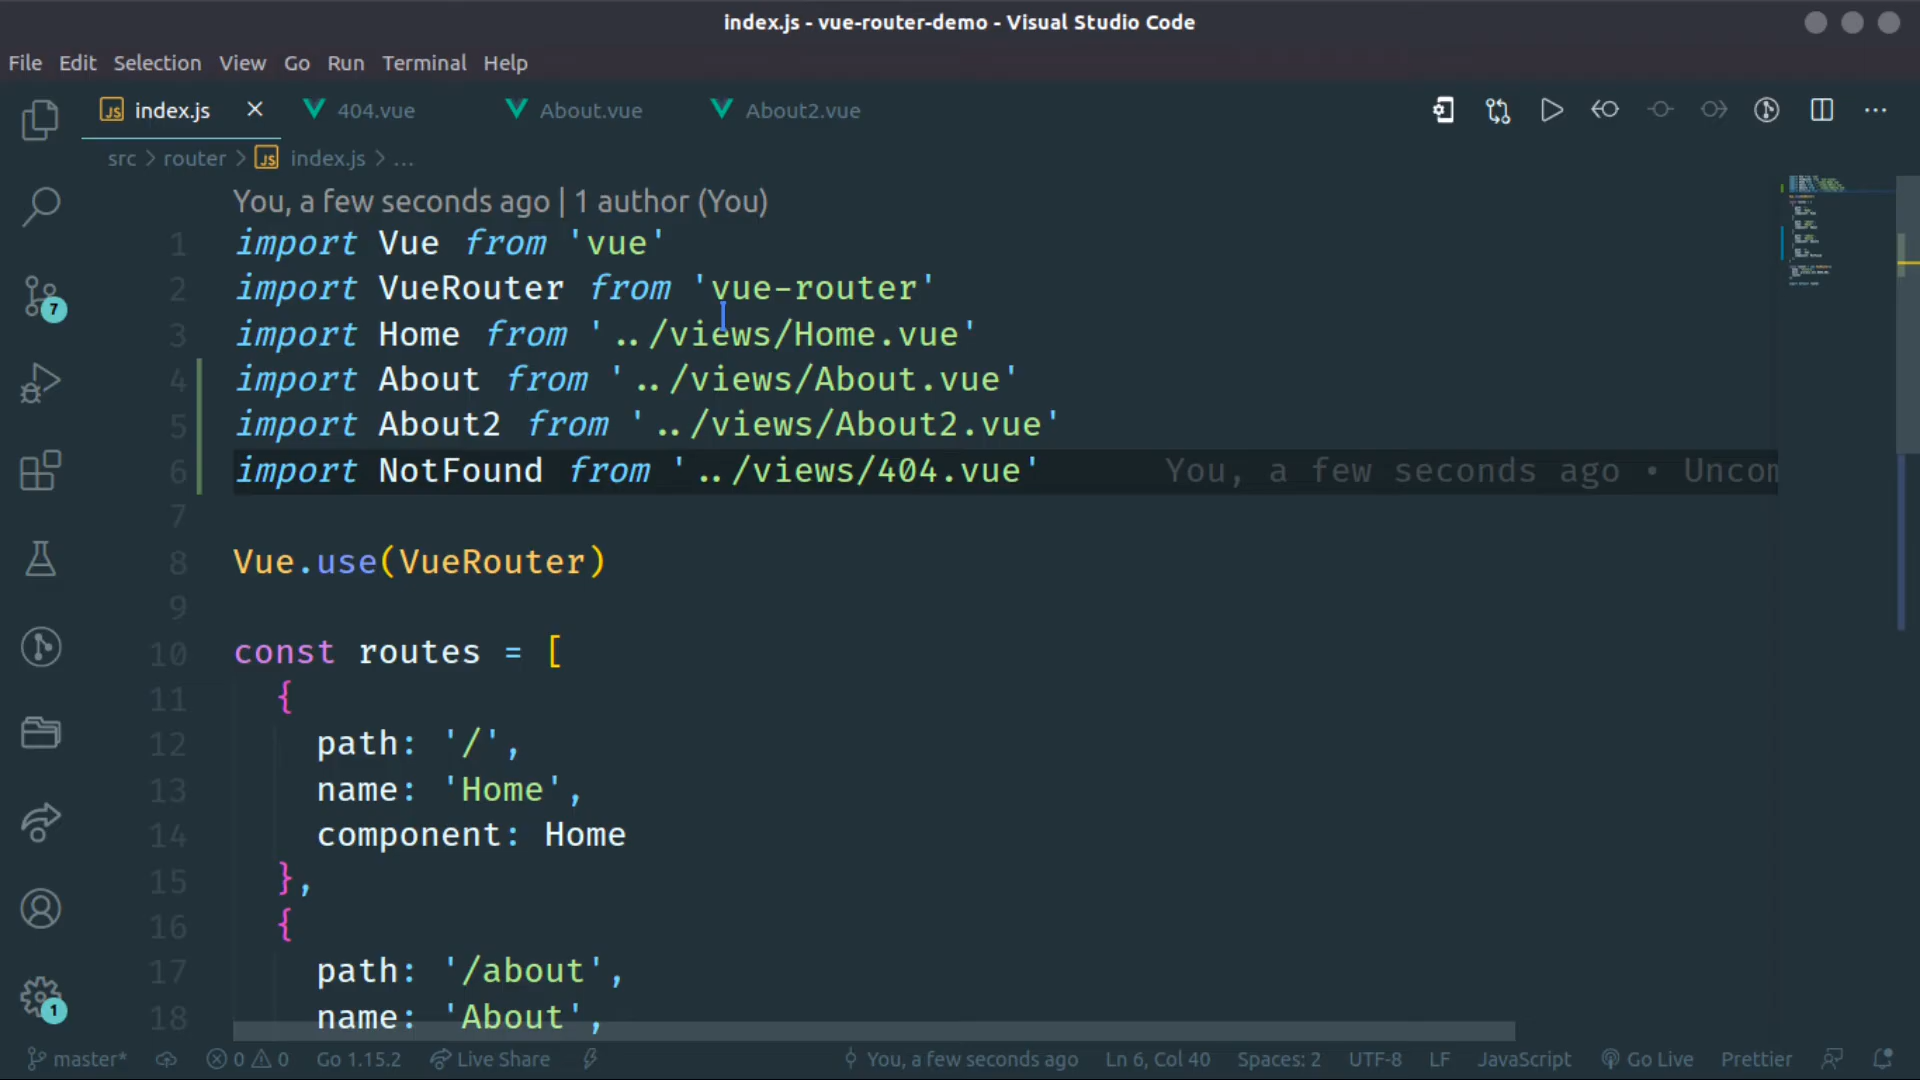 index.js - vue-router-demo - Visual Studio Code
File Edit Selection View Go Run Terminal Help
JS index.js 404.vue About.vue About2.vue
src > router > JS index.js > ...
You, a few seconds ago | 1 author (You)
1 import Vue from 'vue'
2 import VueRouter from 'vue-router'
3 import Home from '../views/Home.vue'
4 import About from '../views/About.vue'
5 import About2 from '../views/About2.vue'
6 import NotFound from '../views/404.vue' You, a few seconds ago • Uncom
7
8 Vue.use(VueRouter)
9
10 const routes = [
11 {
12 path: '/',
13 name: 'Home',
14 component: Home
15 },
16 {
17 path: '/about',
18 name: 'About',
7
1
master* 0 0 Go 1.15.2 Live Share You, a few seconds ago Ln 6, Col 40 Spaces: 2 UTF-8 LF JavaScript Go Live Prettier